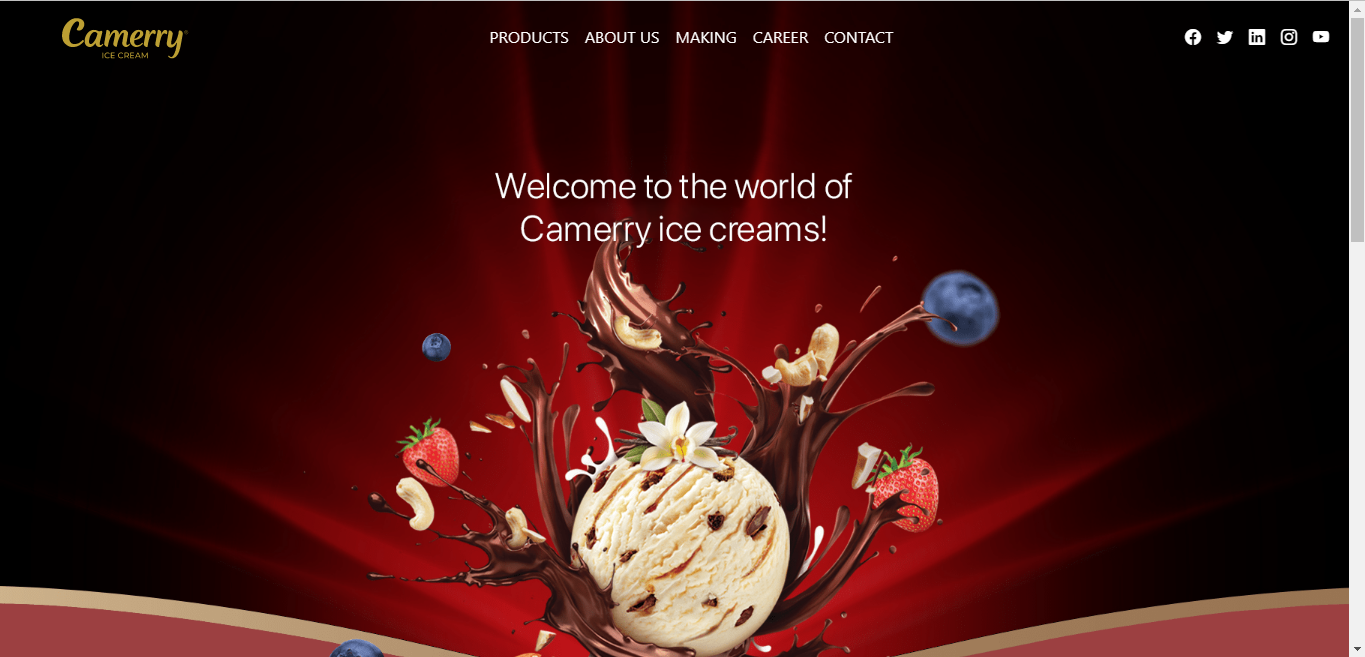 Camerry®
ICE CREAM
PRODUCTS ABOUT US MAKING CAREER CONTACT
Welcome to the world of
Camerry ice creams!